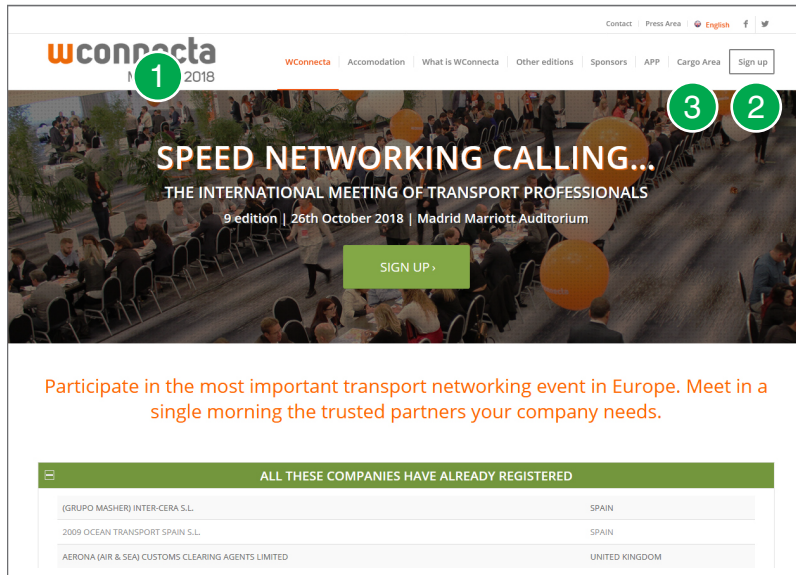 Contact Press Area English
wconnecta
2018
1
WConnecta Accomodation What is WConnecta Other editions Sponsors APP Cargo Area Sign up
3 2
SPEED NETWORKING CALLING...
THE INTERNATIONAL MEETING OF TRANSPORT PROFESSIONALS
9 edition | 26th October 2018 | Madrid Marriott Auditorium
SIGN UP ›
Participate in the most important transport networking event in Europe. Meet in a
single morning the trusted partners your company needs.
ALL THESE COMPANIES HAVE ALREADY REGISTERED
(GRUPO MASHER) INTER-CERA S.L. SPAIN
2009 OCEAN TRANSPORT SPAIN S.L. SPAIN
AERONA (AIR & SEA) CUSTOMS CLEARING AGENTS LIMITED UNITED KINGDOM